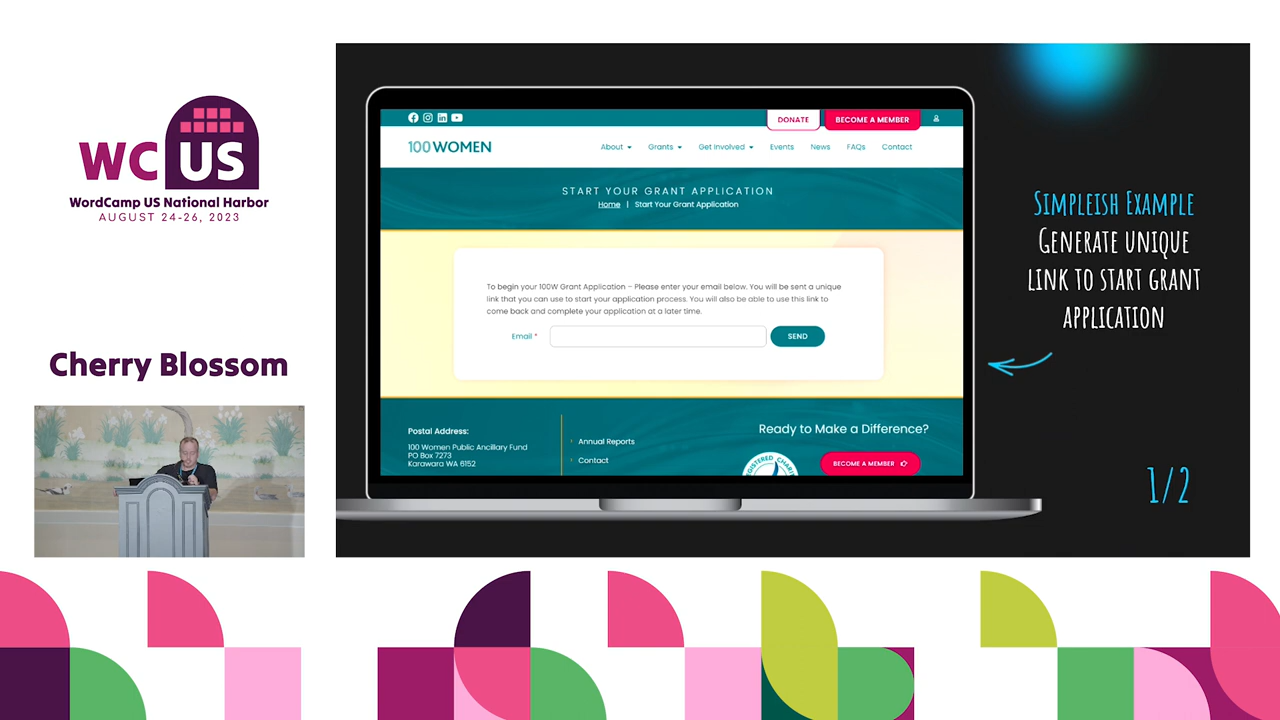 WC US
WordCamp US National Harbor
AUGUST 24-26, 2023
Cherry Blossom
DONATE
BECOME A MEMBER
100 WOMEN
About
Grants
Get Involved
Events
News
FAQs
Contact
START YOUR GRANT APPLICATION
Home | Start Your Grant Application
To begin your 100W Grant Application – Please enter your email below. You will be sent a unique
link that you can use to start your application process. You will also be able to use this link to
come back and complete your application at a later time.
Email *
SEND
Postal Address:
100 Women Public Ancillary Fund
PO Box 7273
Karawara WA 6152
Annual Reports
Contact
Ready to Make a Difference?
REGISTERED CHARITY
BECOME A MEMBER
SIMPLEISH EXAMPLE
GENERATE UNIQUE
LINK TO START GRANT
APPLICATION
1/2